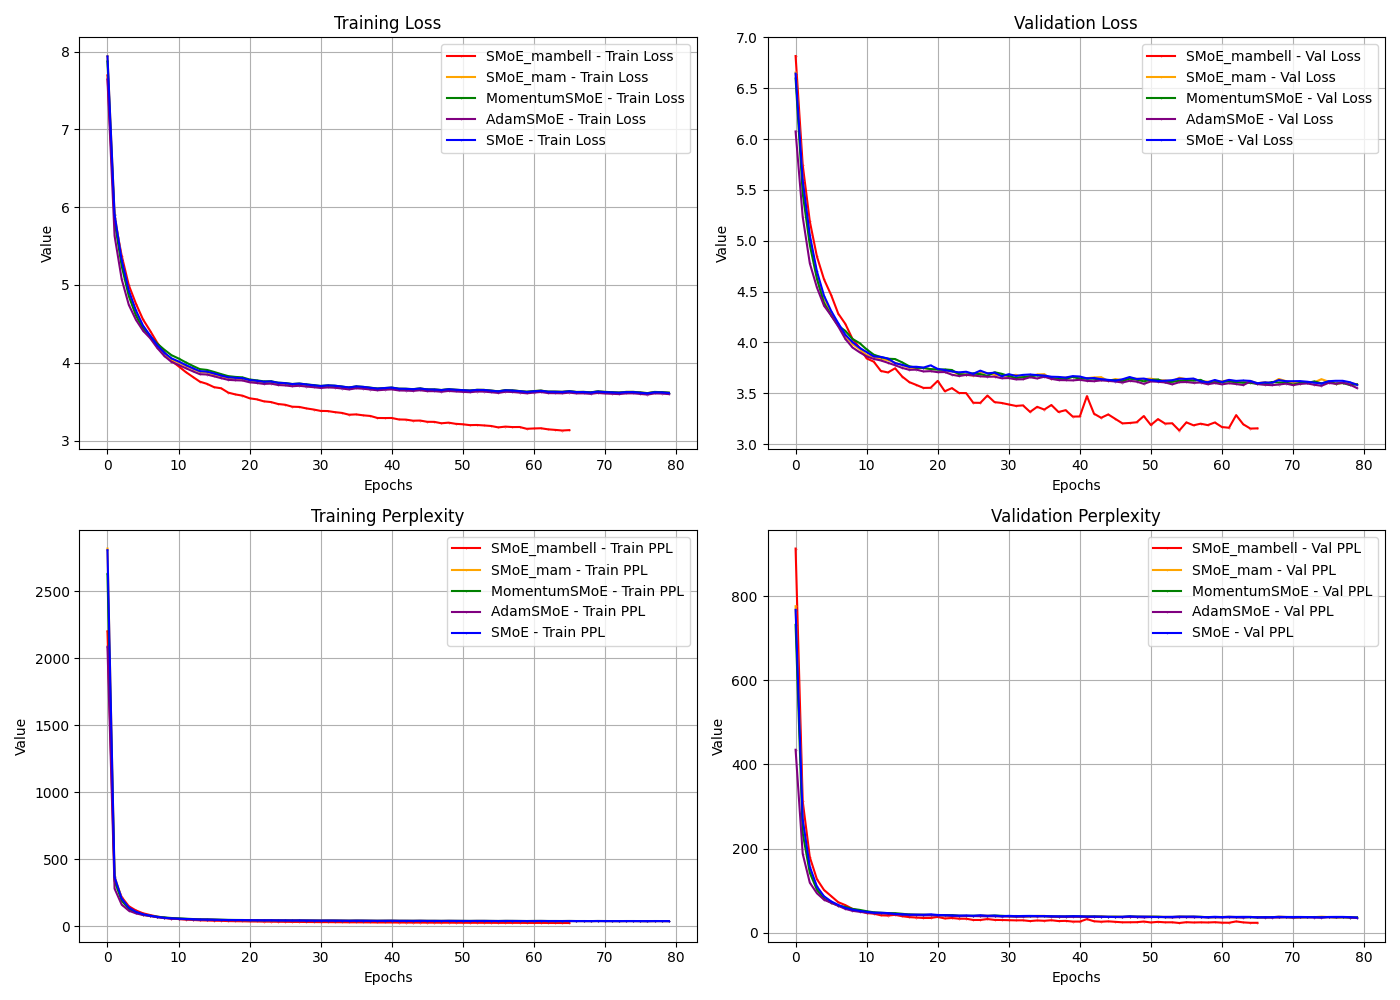 Training Loss
Value
8
7
6
5
4
3
SMoE_mambell - Train Loss
SMoE_mam - Train Loss
MomentumSMoE - Train Loss
AdamSMoE - Train Loss
SMoE - Train Loss
0 10 20 30 40 50 60 70 80
Epochs
Validation Loss
Value
7.0
6.5
6.0
5.5
5.0
4.5
4.0
3.5
3.0
SMoE_mambell - Val Loss
SMoE_mam - Val Loss
MomentumSMoE - Val Loss
AdamSMoE - Val Loss
SMoE - Val Loss
0 10 20 30 40 50 60 70 80
Epochs
Training Perplexity
Value
2500
2000
1500
1000
500
0
SMoE_mambell - Train PPL
SMoE_mam - Train PPL
MomentumSMoE - Train PPL
AdamSMoE - Train PPL
SMoE - Train PPL
0 10 20 30 40 50 60 70 80
Epochs
Validation Perplexity
Value
800
600
400
200
0
SMoE_mambell - Val PPL
SMoE_mam - Val PPL
MomentumSMoE - Val PPL
AdamSMoE - Val PPL
SMoE - Val PPL
0 10 20 30 40 50 60 70 80
Epochs